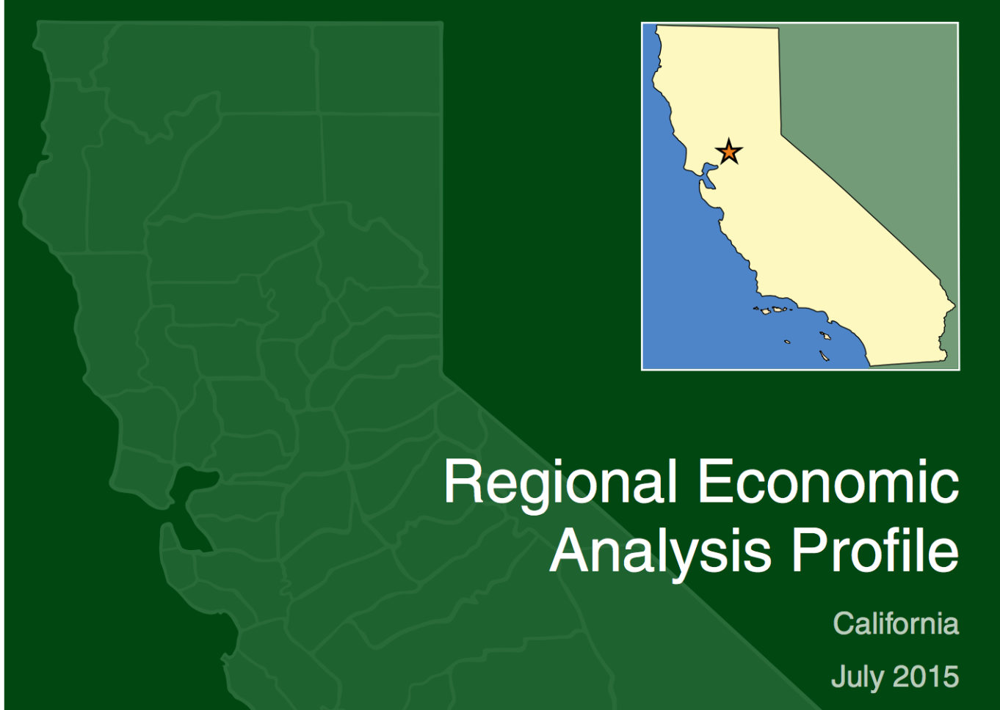 Regional Economic
Analysis Profile
California
July 2015